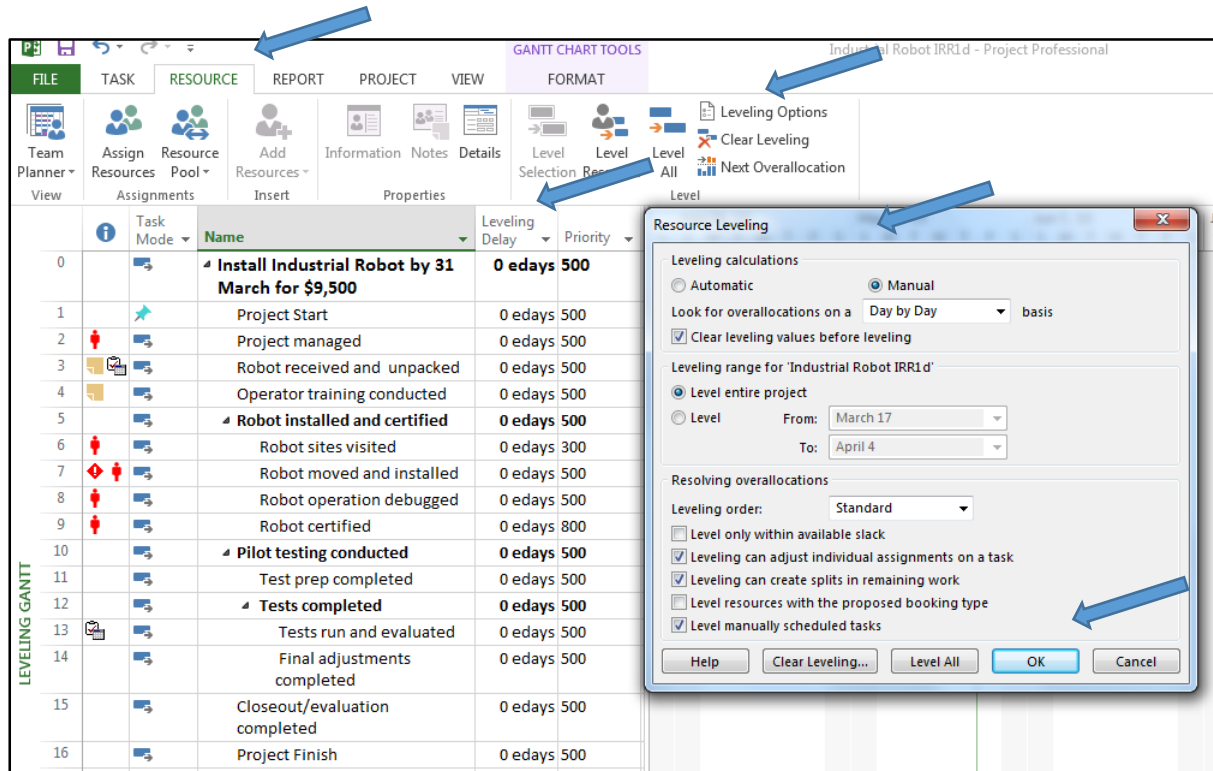 GANTT CHART TOOLS
Industrial Robot IRR1d - Project Professional
FILE TASK RESOURCE REPORT PROJECT VIEW FORMAT
Team Planner
Assign Resources
Resource Pool
Add Resources
Information
Notes
Details
Level Selection
Level
Level All
Leveling Options
Clear Leveling
Next Overallocation
View Assignments Insert Properties Level
Task Mode Name Leveling Delay Priority
0 Install Industrial Robot by 31 0 edays 500
March for $9,500
1 Project Start 0 edays 500
2 Project managed 0 edays 500
3 Robot received and unpacked 0 edays 500
4 Operator training conducted 0 edays 500
5 Robot installed and certified 0 edays 500
6 Robot sites visited 0 edays 300
7 Robot moved and installed 0 edays 500
8 Robot operation debugged 0 edays 500
9 Robot certified 0 edays 800
10 Pilot testing conducted 0 edays 500
11 Test prep completed 0 edays 500
12 Tests completed 0 edays 500
13 Tests run and evaluated 0 edays 500
14 Final adjustments 0 edays 500
completed
15 Closeout/evaluation 0 edays 500
completed
16 Project Finish 0 edays 500
LEVELING GANTT
Resource Leveling
Leveling calculations
Automatic Manual
Look for overallocations on a Day by Day basis
Clear leveling values before leveling
Leveling range for 'Industrial Robot IRR1d'
Level entire project
Level From: March 17
To: April 4
Resolving overallocations
Leveling order: Standard
Level only within available slack
Leveling can adjust individual assignments on a task
Leveling can create splits in remaining work
Level resources with the proposed booking type
Level manually scheduled tasks
Help Clear Leveling... Level All OK Cancel